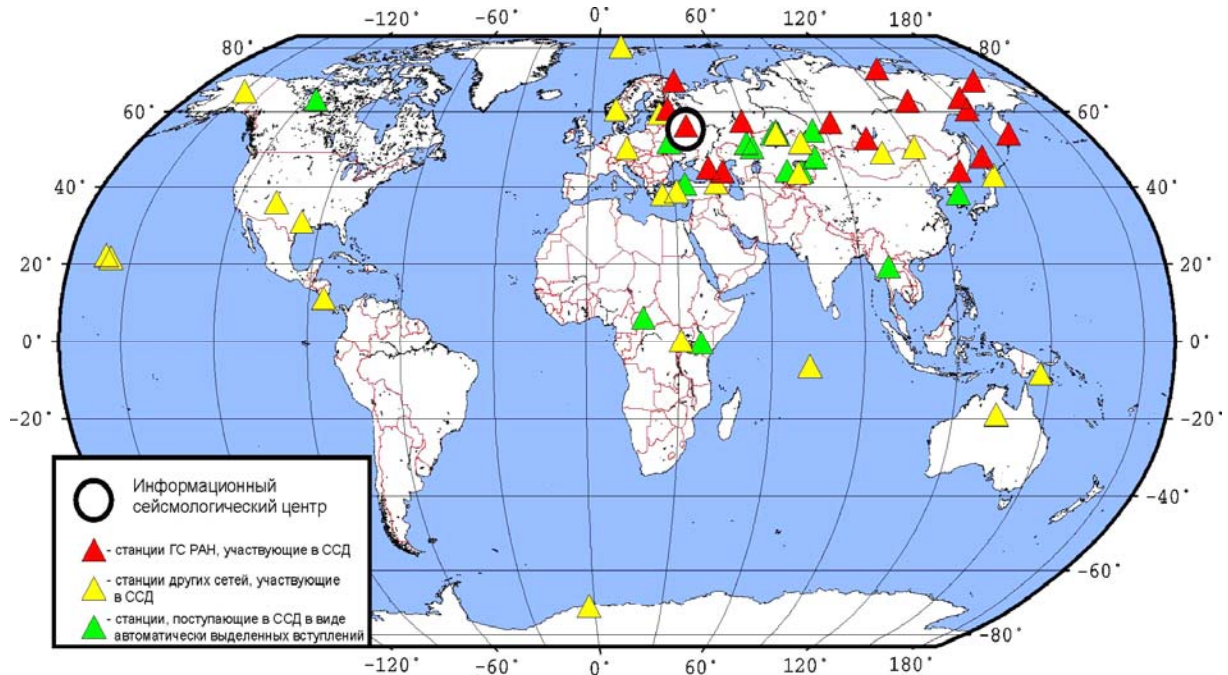 -120° -60° 0° 60° 120° 180°
80° 80°
60° 60°
40° 40°
20° 20°
0° 0°
-20° -20°
Информационный
сейсмологический центр
- станции ГС РАН, участвующие в ССД
- станции других сетей, участвующие
в ССД
- станции, поступающие в ССД в виде
автоматически выделенных вступлений
-40°
-60°
-80°
-120° -60° 0° 60° 120° 180°